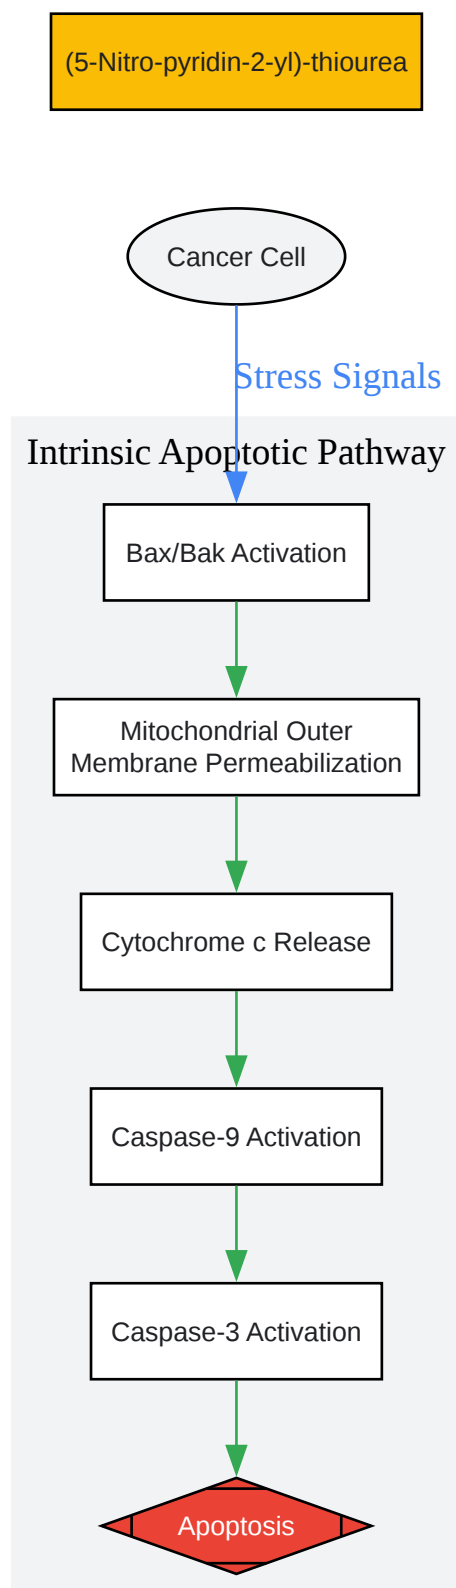 (5-Nitro-pyridin-2-yl)-thiourea
Cancer Cell
Stress Signals
Intrinsic Apoptotic Pathway
Bax/Bak Activation
Mitochondrial Outer
Membrane Permeabilization
Cytochrome c Release
Caspase-9 Activation
Caspase-3 Activation
Apoptosis